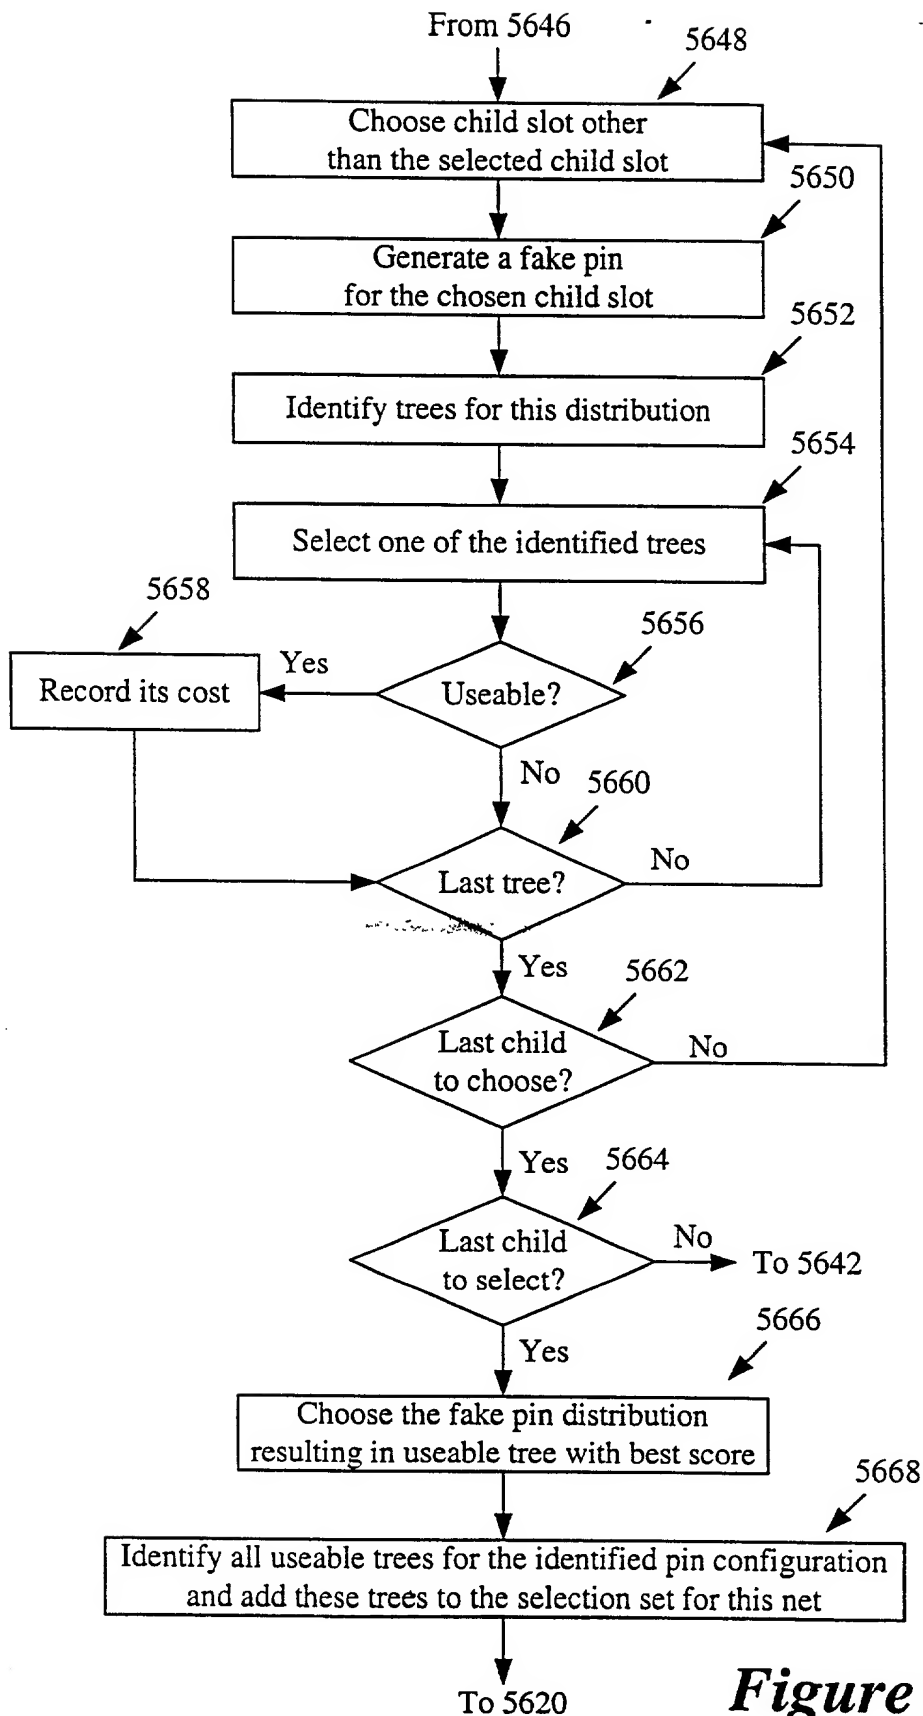 From 5646
5648
Choose child slot other
than the selected child slot
5650
Generate a fake pin
for the chosen child slot
5652
Identify trees for this distribution
5654
Select one of the identified trees
5658
5656
Record its cost
Yes
Useable?
No
5660
Last tree?
No
Yes
5662
Last child
to choose?
No
Yes
5664
Last child
to select?
No
To 5642
5666
Yes
Choose the fake pin distribution
resulting in useable tree with best score
5668
Identify all useable trees for the identified pin configuration
and add these trees to the selection set for this net
To 5620
Figure